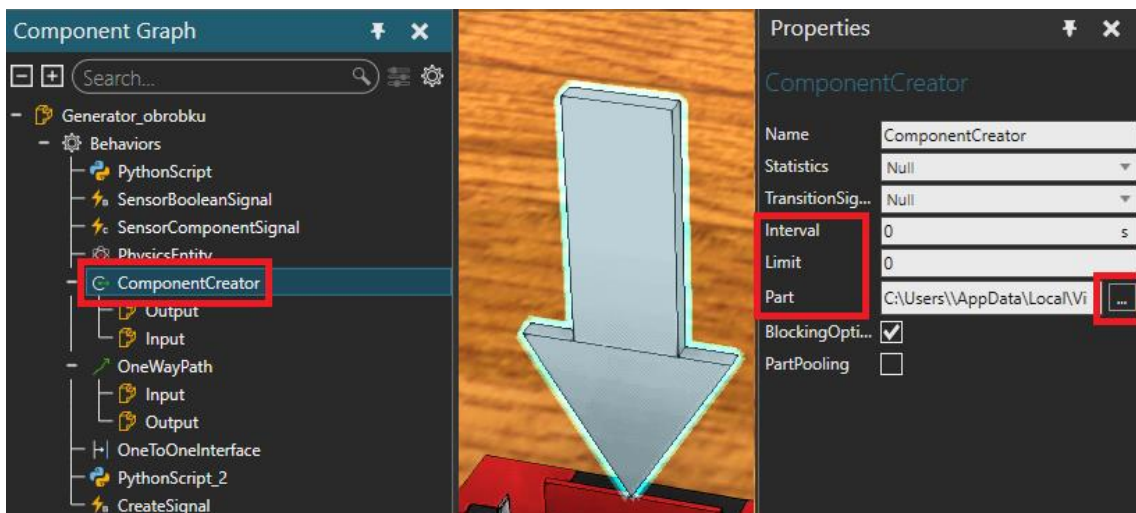 Component Graph
Search...
Generator_obrobku
Behaviors
PythonScript
SensorBooleanSignal
SensorComponentSignal
PhysicsEntity
ComponentCreator
Output
Input
OneWayPath
Input
Output
OneToOneInterface
PythonScript_2
CreateSignal
Properties
ComponentCreator
Name ComponentCreator
Statistics Null
TransitionSig... Null
Interval 0 s
Limit 0
Part C:\Users\\AppData\Local\Vi ...
BlockingOpti...
PartPooling